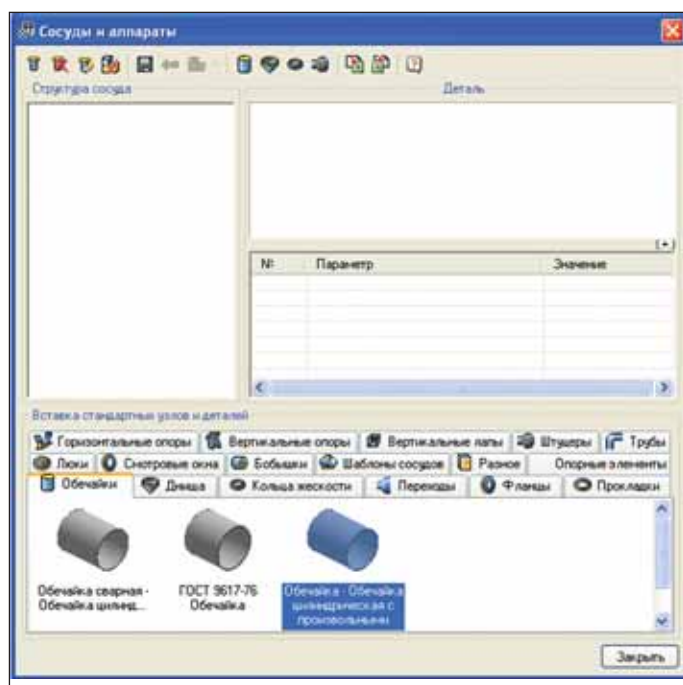 Сосуды и аппараты
Структура сосуда
Деталь
(+)
№ Параметр Значение
Вставка стандартных узлов и деталей
Горизонтальные опоры Вертикальные опоры Вертикальные лапы Штуцеры Трубы
Люки Смотровые окна Бобышки Шаблоны сосудов Разное Опорные элементы
Обечайки Днища Кольца жескости Переходы Фланцы Прокладки
Обечайка сварная - ГОСТ 9617-76 Обечайка - Обечайка
Обечайка цилинд... Обечайка цилиндрическая с
произвольными
Закрыть